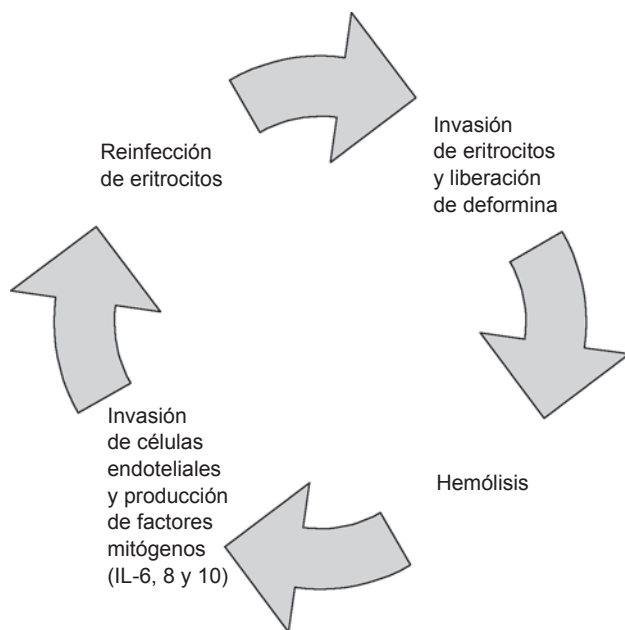 Reinfección
de eritrocitos
Invasión
de eritrocitos
y liberación
de deformina
Hemólisis
Invasión
de células
endoteliales
y producción
de factores
mitógenos
(IL-6, 8 y 10)